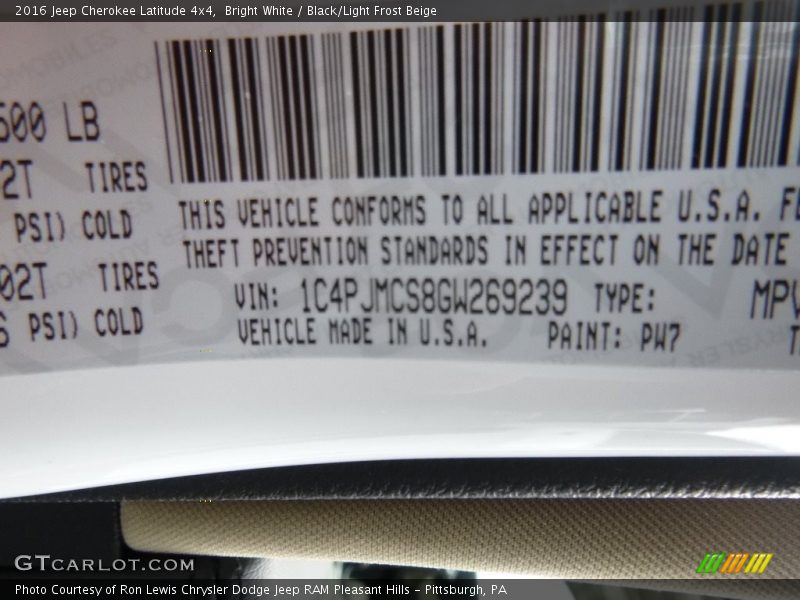 2016 Jeep Cherokee Latitude 4x4,  Bright White / Black/Light Frost Beige
500 LB
2T TIRES
PSI) COLD
02T TIRES
PSI) COLD
THIS VEHICLE CONFORMS TO ALL APPLICABLE U.S.A.
THEFT PREVENTION STANDARDS IN EFFECT ON THE DATE
VIN: 1C4PJMCS8GW269239 TYPE: MPV
VEHICLE MADE IN U.S.A. PAINT: PW7
GTCARLOT.COM
Photo Courtesy of Ron Lewis Chrysler Dodge Jeep RAM Pleasant Hills – Pittsburgh, PA